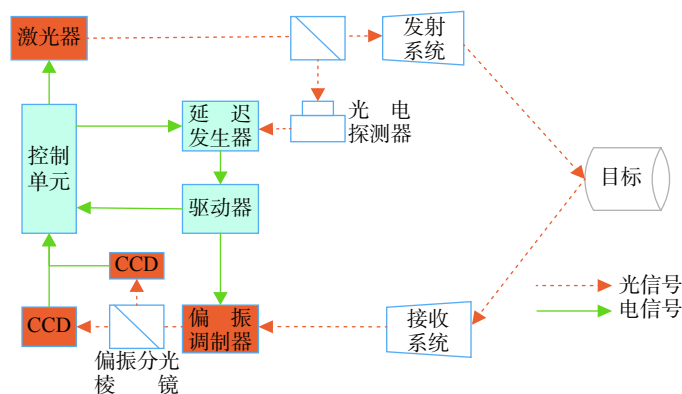 激光器
发射
系统
延迟
发生器
光电
探测器
控制
单元
目标
驱动器
CCD
光信号
电信号
CCD
偏振
调制器
接收
系统
偏振分光
棱镜